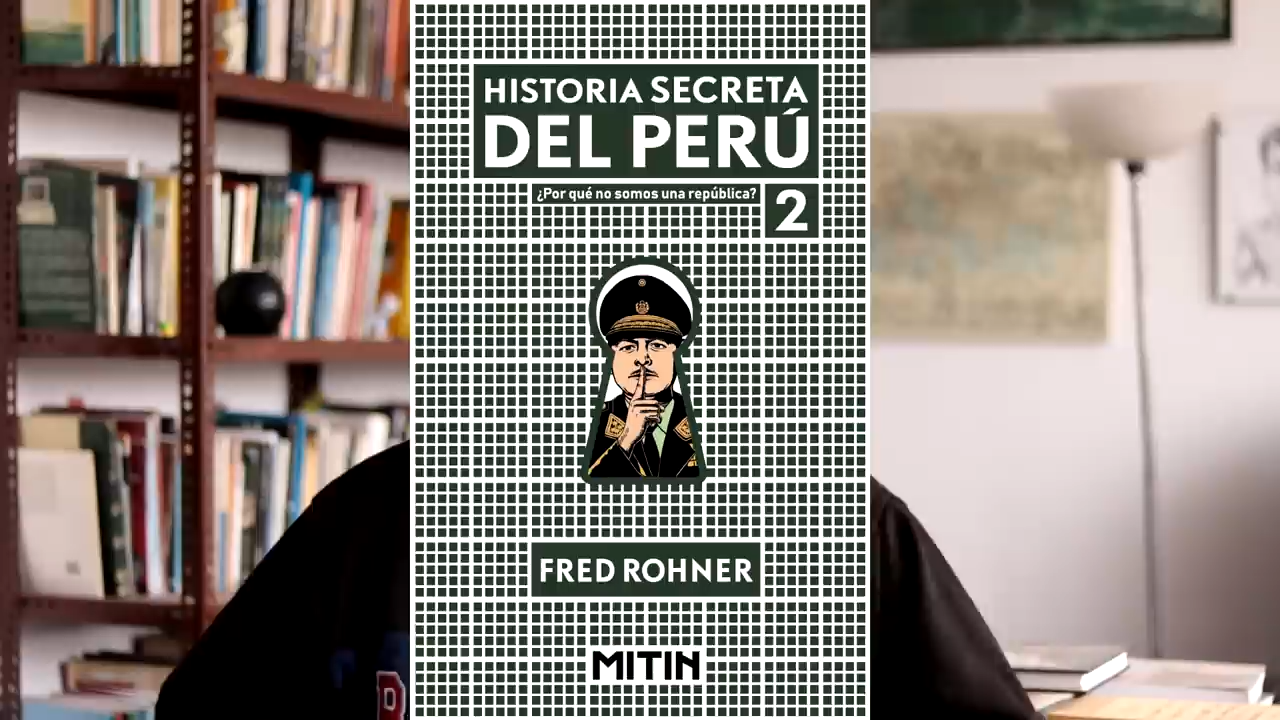 HISTORIA SECRETA
DEL PERÚ
¿Por qué no somos una república?
2
FRED ROHNER
MITIN